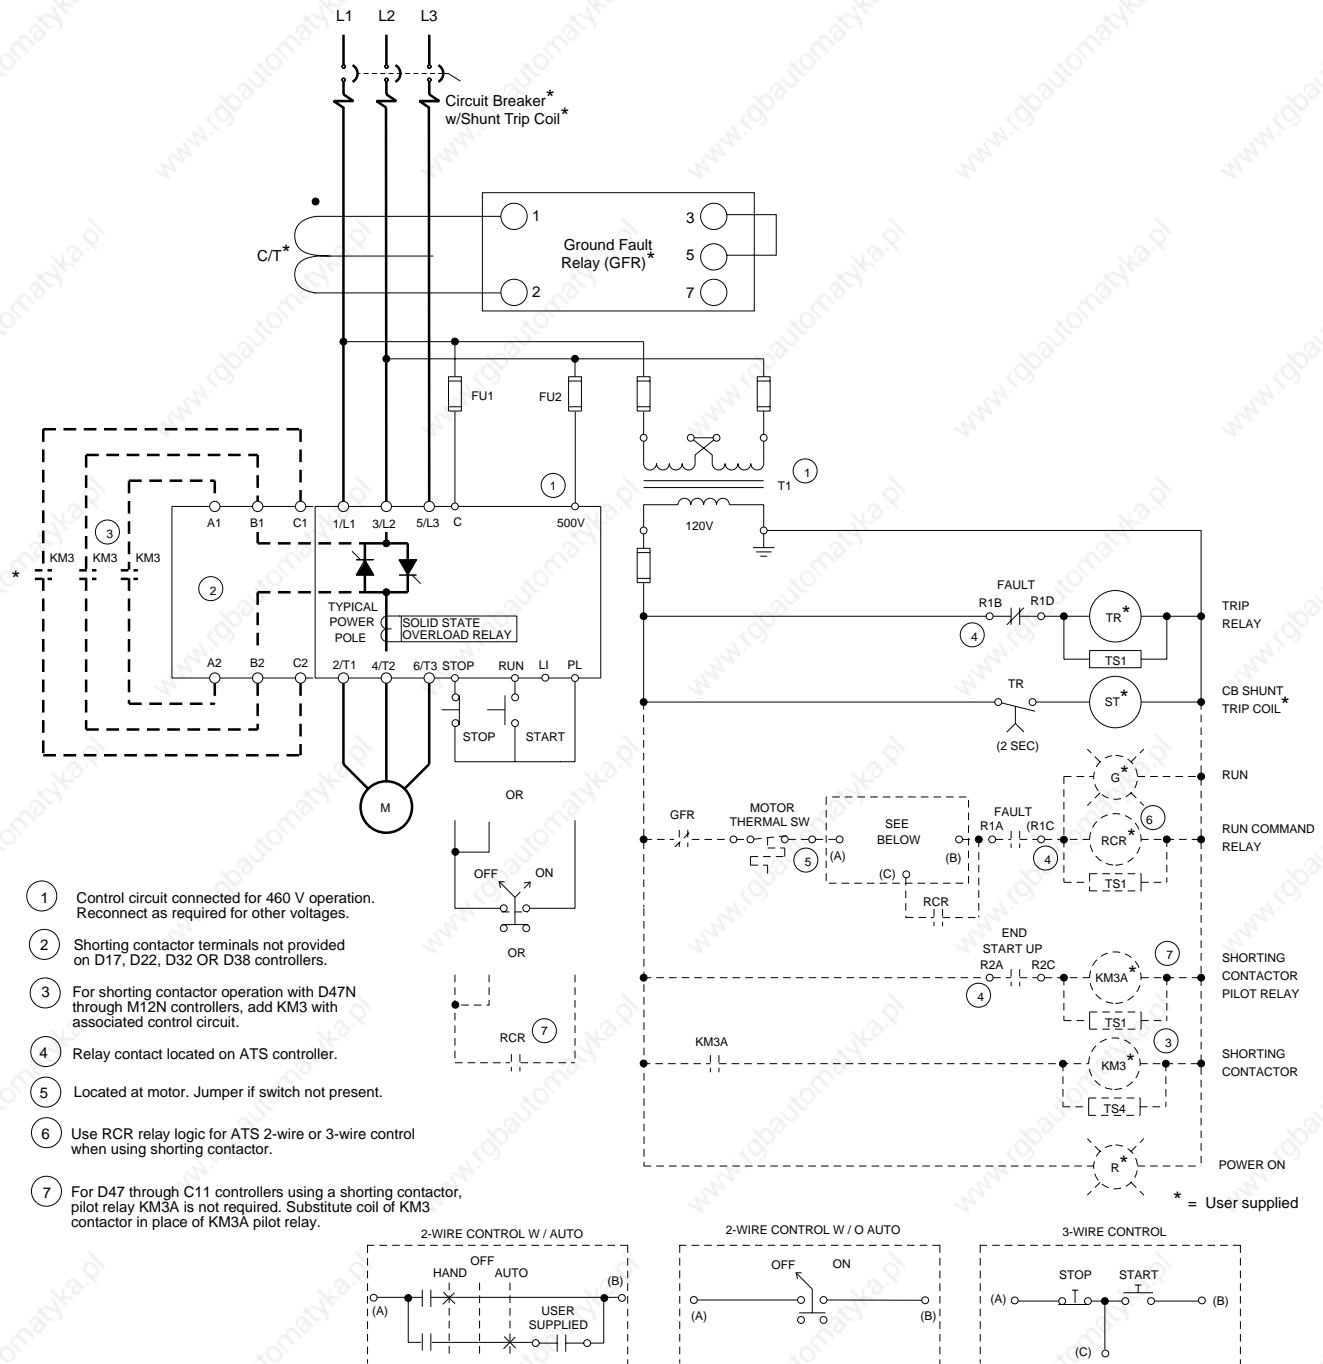 L1 L2 L3
Circuit Breaker*
w/Shunt Trip Coil*
C/T*
1
2
Ground Fault
Relay (GFR)*
3
5
7
FU1
FU2
1
T1
1
120V
A1 B1 C1
1/L1 3/L2 5/L3 C 500V
3
* KM3 KM3 KM3
2
TYPICAL
POWER
POLE
SOLID STATE
OVERLOAD RELAY
A2 B2 C2
2/T1 4/T2 6/T3 STOP RUN LI PL
STOP START
M
OR
OFF ON
OR
RCR 7
FAULT
R1B R1D
4
TR*
TS1
TRIP
RELAY
TR
(2 SEC)
ST*
CB SHUNT
TRIP COIL*
G*
RUN
GFR
MOTOR
THERMAL SW
5
(A)
SEE
BELOW
(B)
(C)
RCR
FAULT
R1A (R1C
4
6
RCR*
TS1
RUN COMMAND
RELAY
END
START UP
R2A R2C
4
KM3A*
7
TS1
SHORTING
CONTACTOR
PILOT RELAY
KM3A
3
KM3*
TS4
SHORTING
CONTACTOR
R*
POWER ON
* = User supplied
1 Control circuit connected for 460 V operation.
Reconnect as required for other voltages.
2 Shorting contactor terminals not provided
on D17, D22, D32 OR D38 controllers.
3 For shorting contactor operation with D47N
through M12N controllers, add KM3 with
associated control circuit.
4 Relay contact located on ATS controller.
5 Located at motor. Jumper if switch not present.
6 Use RCR relay logic for ATS 2-wire or 3-wire control
when using shorting contactor.
7 For D47 through C11 controllers using a shorting contactor,
pilot relay KM3A is not required. Substitute coil of KM3
contactor in place of KM3A pilot relay.
2-WIRE CONTROL W / AUTO
OFF
HAND AUTO
(A)
(B)
USER
SUPPLIED
2-WIRE CONTROL W / O AUTO
OFF ON
(A) (B)
3-WIRE CONTROL
STOP START
(A) (B)
(C)
www.rgbautomatyka.pl